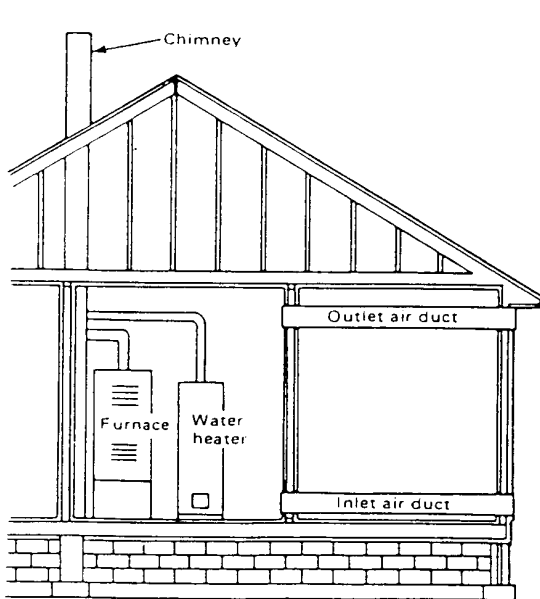 Chimney
Outlet air duct
Furnace
Water
heater
Inlet air duct